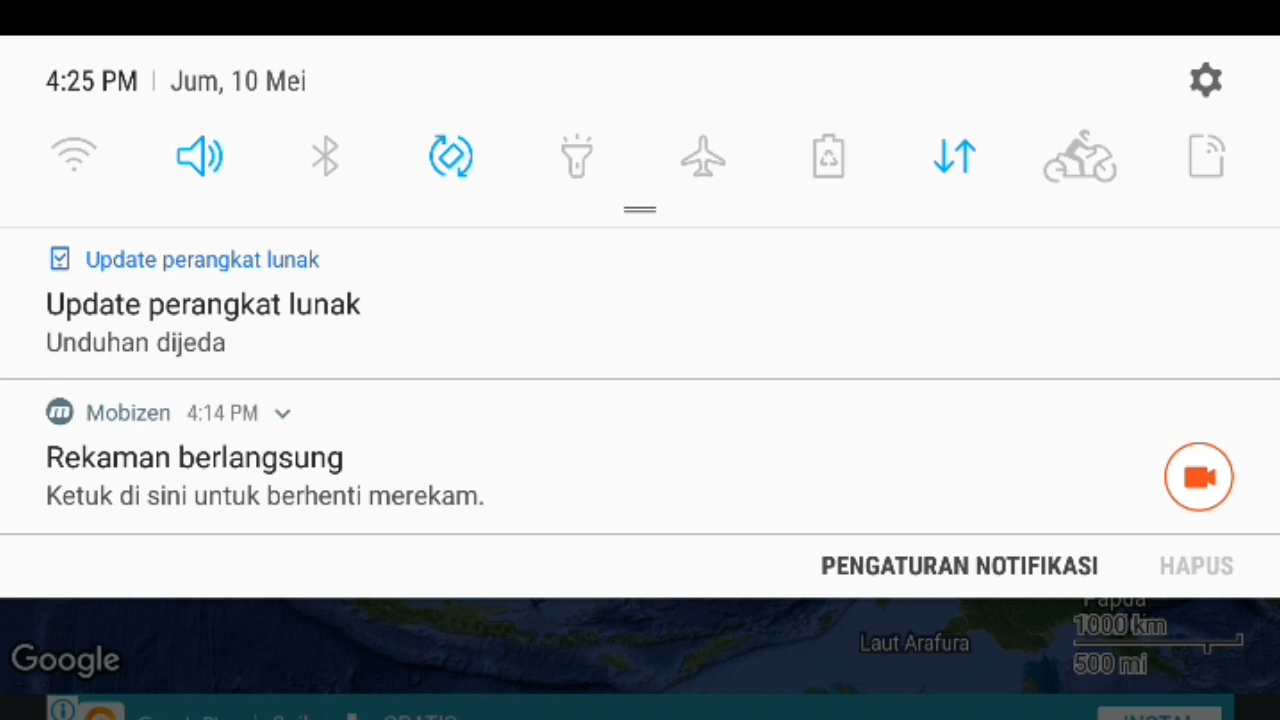 4:25 PM | Jum, 10 Mei
Update perangkat lunak
Update perangkat lunak
Unduhan dijeda
Mobizen 4:14 PM
Rekaman berlangsung
Ketuk di sini untuk berhenti merekam.
PENGATURAN NOTIFIKASI HAPUS
Papua
1000 km
Laut Arafura
Google
500 mi